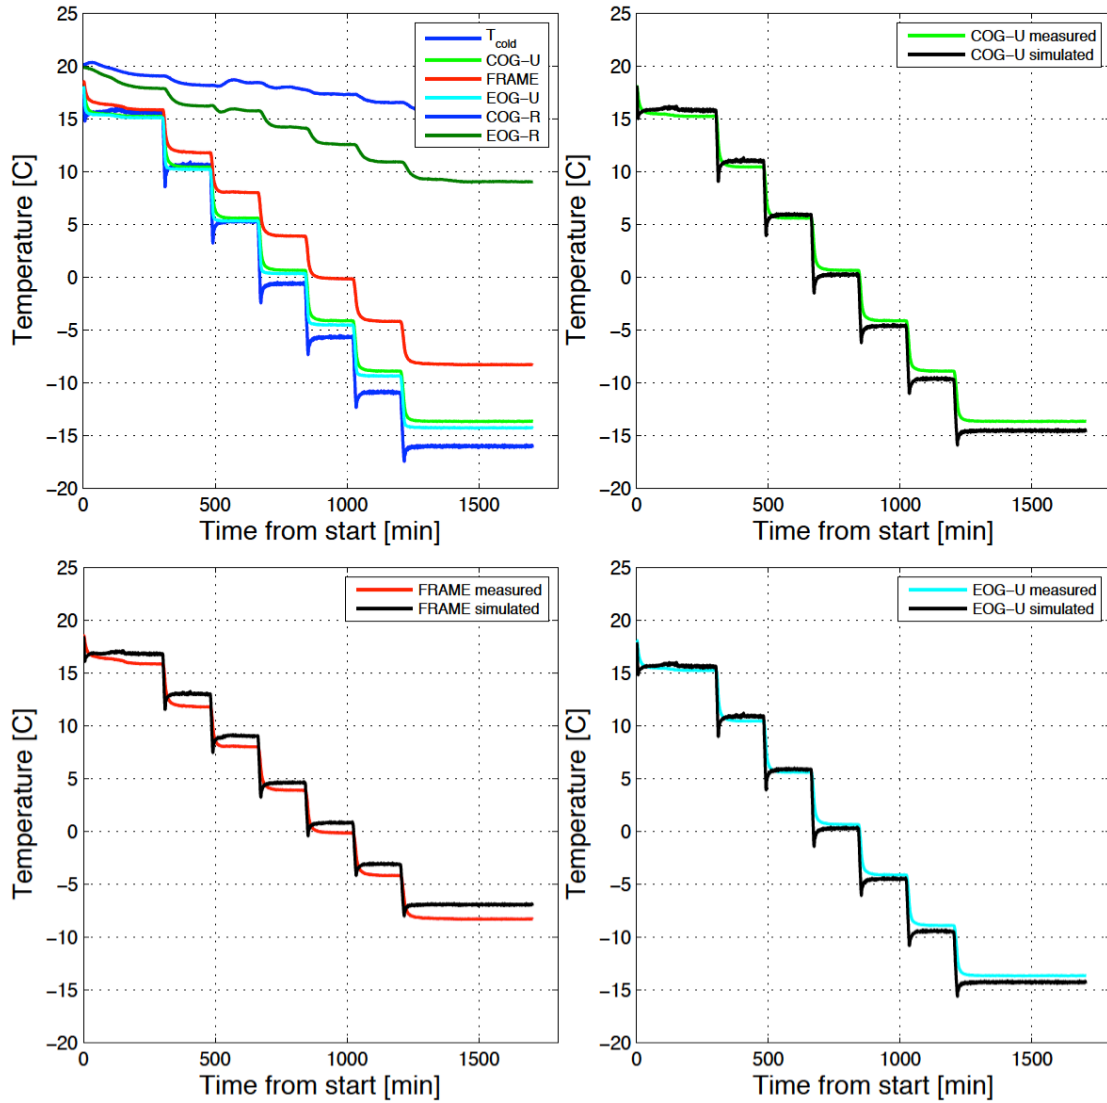 25
20
15
10
5
0
−5
−10
−15
−20
Temperature [C]
0 500 1000 1500
Time from start [min]
T_cold
COG−U
FRAME
EOG−U
COG−R
EOG−R
25
20
15
10
5
0
−5
−10
−15
−20
Temperature [C]
0 500 1000 1500
Time from start [min]
COG−U measured
COG−U simulated
25
20
15
10
5
0
−5
−10
−15
−20
Temperature [C]
0 500 1000 1500
Time from start [min]
FRAME measured
FRAME simulated
25
20
15
10
5
0
−5
−10
−15
−20
Temperature [C]
0 500 1000 1500
Time from start [min]
EOG−U measured
EOG−U simulated